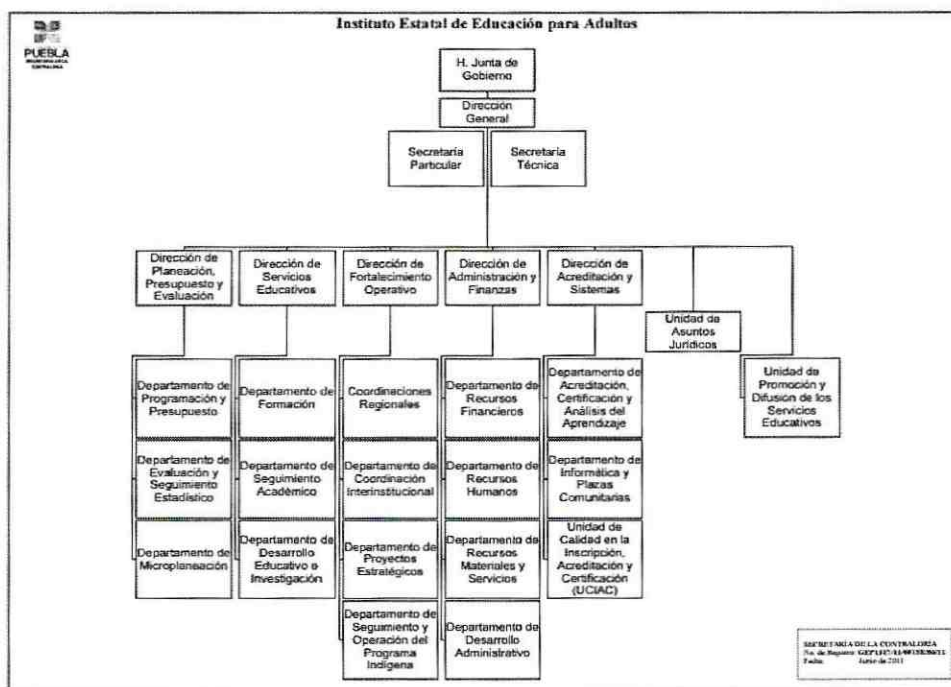 Instituto Estatal de Educación para Adultos
PUEBLA
H. Junta de
Gobierno
Dirección
General
Secretaría
Particular
Secretaría
Técnica
Dirección de
Planeación,
Presupuesto y
Evaluación
Dirección de
Servicios
Educativos
Dirección de
Fortalecimiento
Operativo
Dirección de
Administración y
Finanzas
Dirección de
Acreditación y
Sistemas
Unidad de
Asuntos
Jurídicos
Unidad de
Promoción y
Difusión de los
Servicios
Educativos
Departamento de
Programación y
Presupuesto
Departamento de
Evaluación y
Seguimiento
Estadístico
Departamento de
Microplaneación
Departamento de
Formación
Departamento de
Seguimiento
Académico
Departamento de
Desarrollo
Educativo e
Investigación
Coordinaciones
Regionales
Departamento de
Coordinación
Interinstitucional
Departamento de
Proyectos
Estratégicos
Departamento de
Seguimiento y
Operación del
Programa
Indígena
Departamento de
Recursos
Financieros
Departamento de
Recursos
Humanos
Departamento de
Recursos
Materiales y
Servicios
Departamento de
Desarrollo
Administrativo
Departamento de
Acreditación,
Certificación y
Análisis del
Aprendizaje
Departamento de
Informática y
Plazas
Comunitarias
Unidad de
Calidad en la
Inscripción,
Acreditación y
Certificación
(UCIAC)
SECRETARÍA DE LA CONTRALORÍA
No. de Registro:
Fecha: Junio de 2011